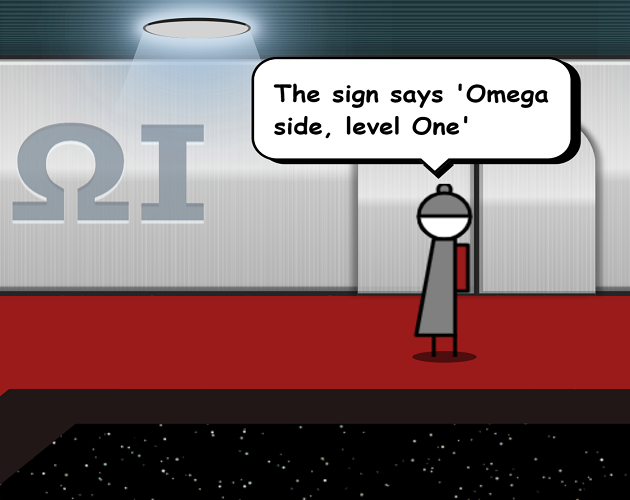 The sign says 'Omega
side, level One'
ΩI